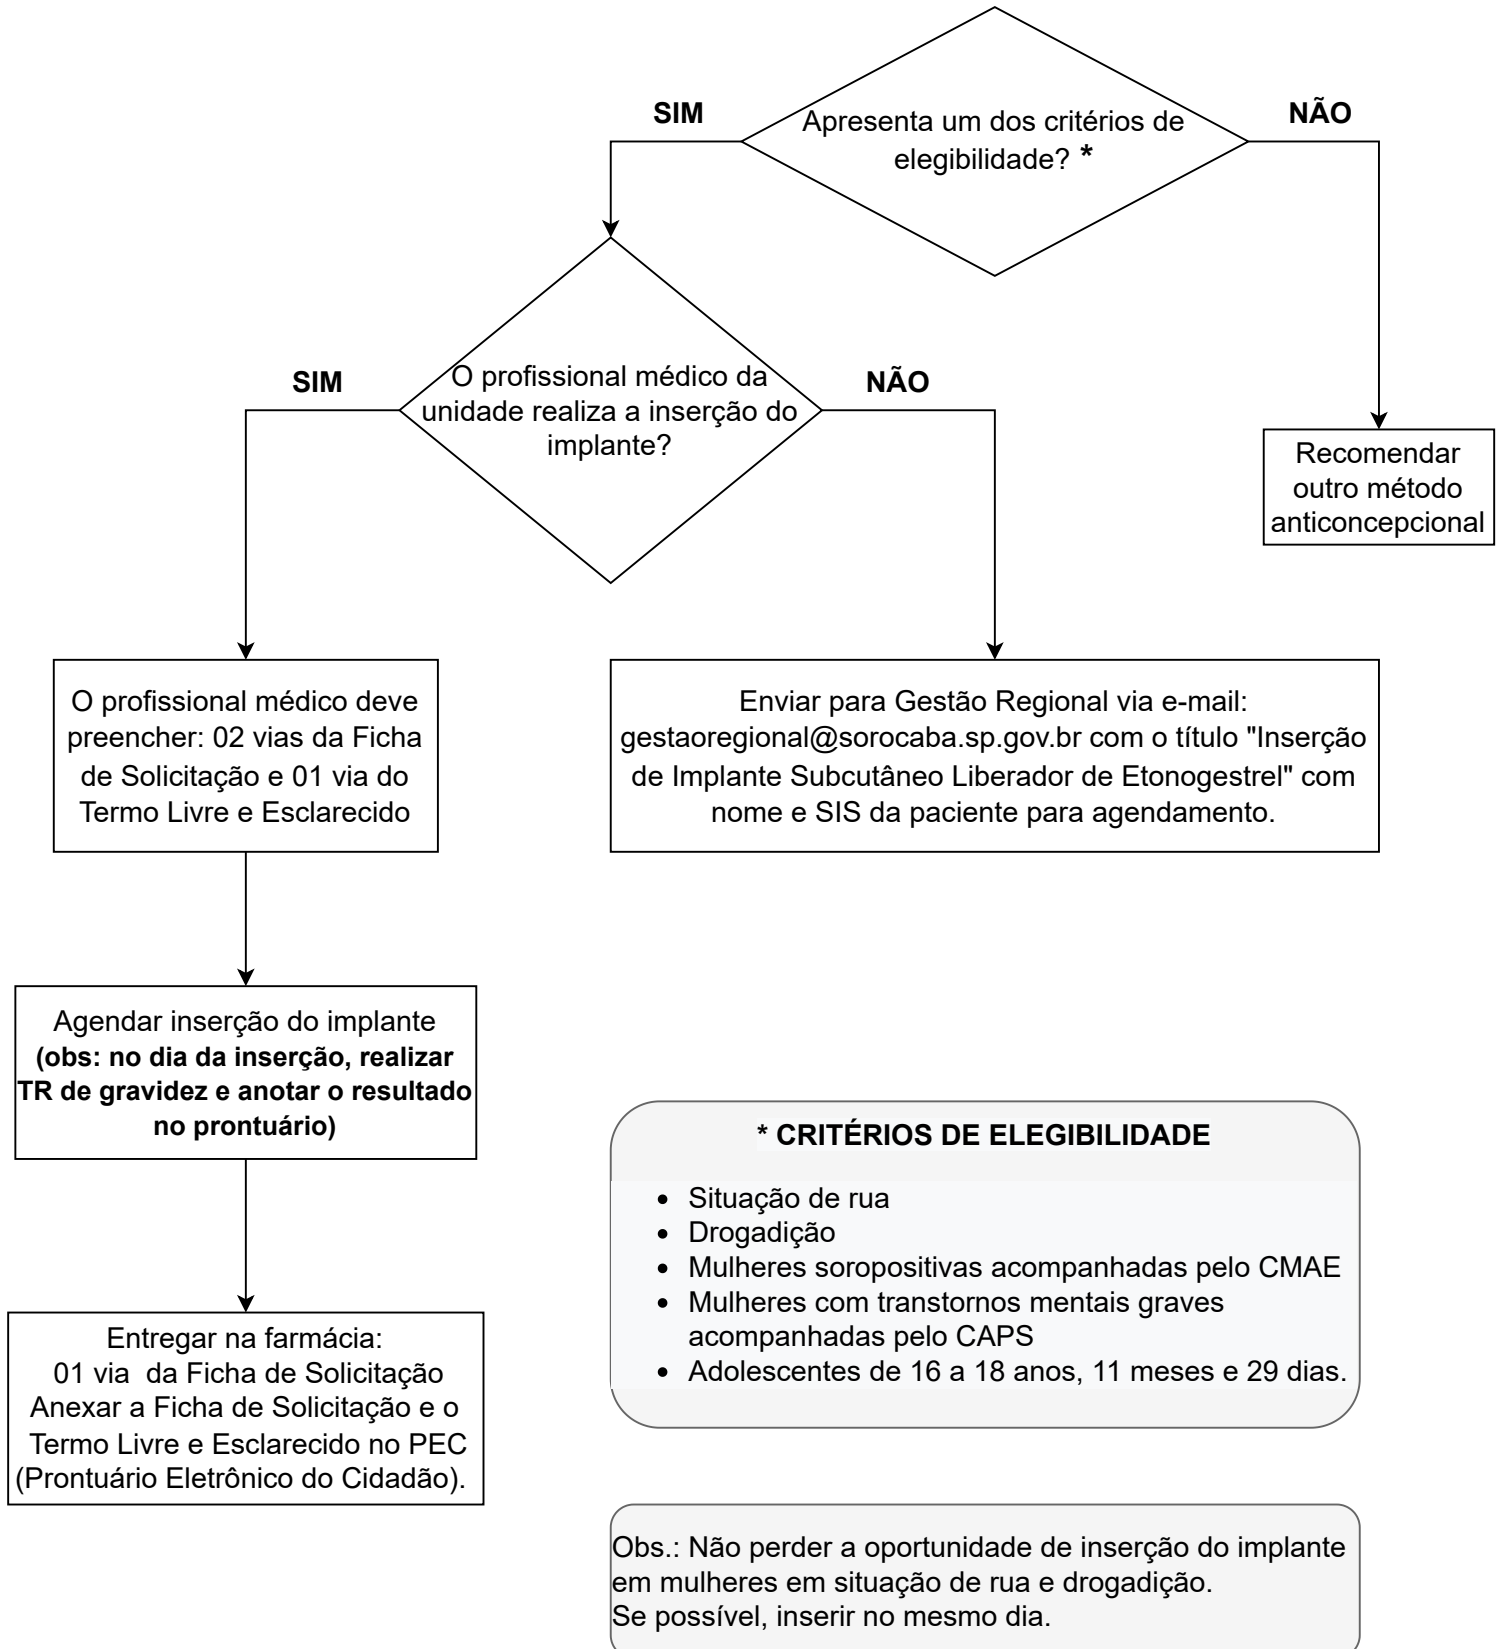 SIM
Apresenta um dos critérios de
elegibilidade? *
NÃO
SIM
O profissional médico da
unidade realiza a inserção do
implante?
NÃO
Recomendar
outro método
anticoncepcional
O profissional médico deve
preencher: 02 vias da Ficha
de Solicitação e 01 via do
Termo Livre e Esclarecido
Enviar para Gestão Regional via e-mail:
gestaoregional@sorocaba.sp.gov.br com o título "Inserção
de Implante Subcutâneo Liberador de Etonogestrel" com
nome e SIS da paciente para agendamento.
Agendar inserção do implante
(obs: no dia da inserção, realizar
TR de gravidez e anotar o resultado
no prontuário)
Entregar na farmácia:
01 via da Ficha de Solicitação
Anexar a Ficha de Solicitação e o
Termo Livre e Esclarecido no PEC
(Prontuário Eletrônico do Cidadão).
* CRITÉRIOS DE ELEGIBILIDADE
• Situação de rua
• Drogadição
• Mulheres soropositivas acompanhadas pelo CMAE
• Mulheres com transtornos mentais graves
acompanhadas pelo CAPS
• Adolescentes de 16 a 18 anos, 11 meses e 29 dias.
Obs.: Não perder a oportunidade de inserção do implante
em mulheres em situação de rua e drogadição.
Se possível, inserir no mesmo dia.